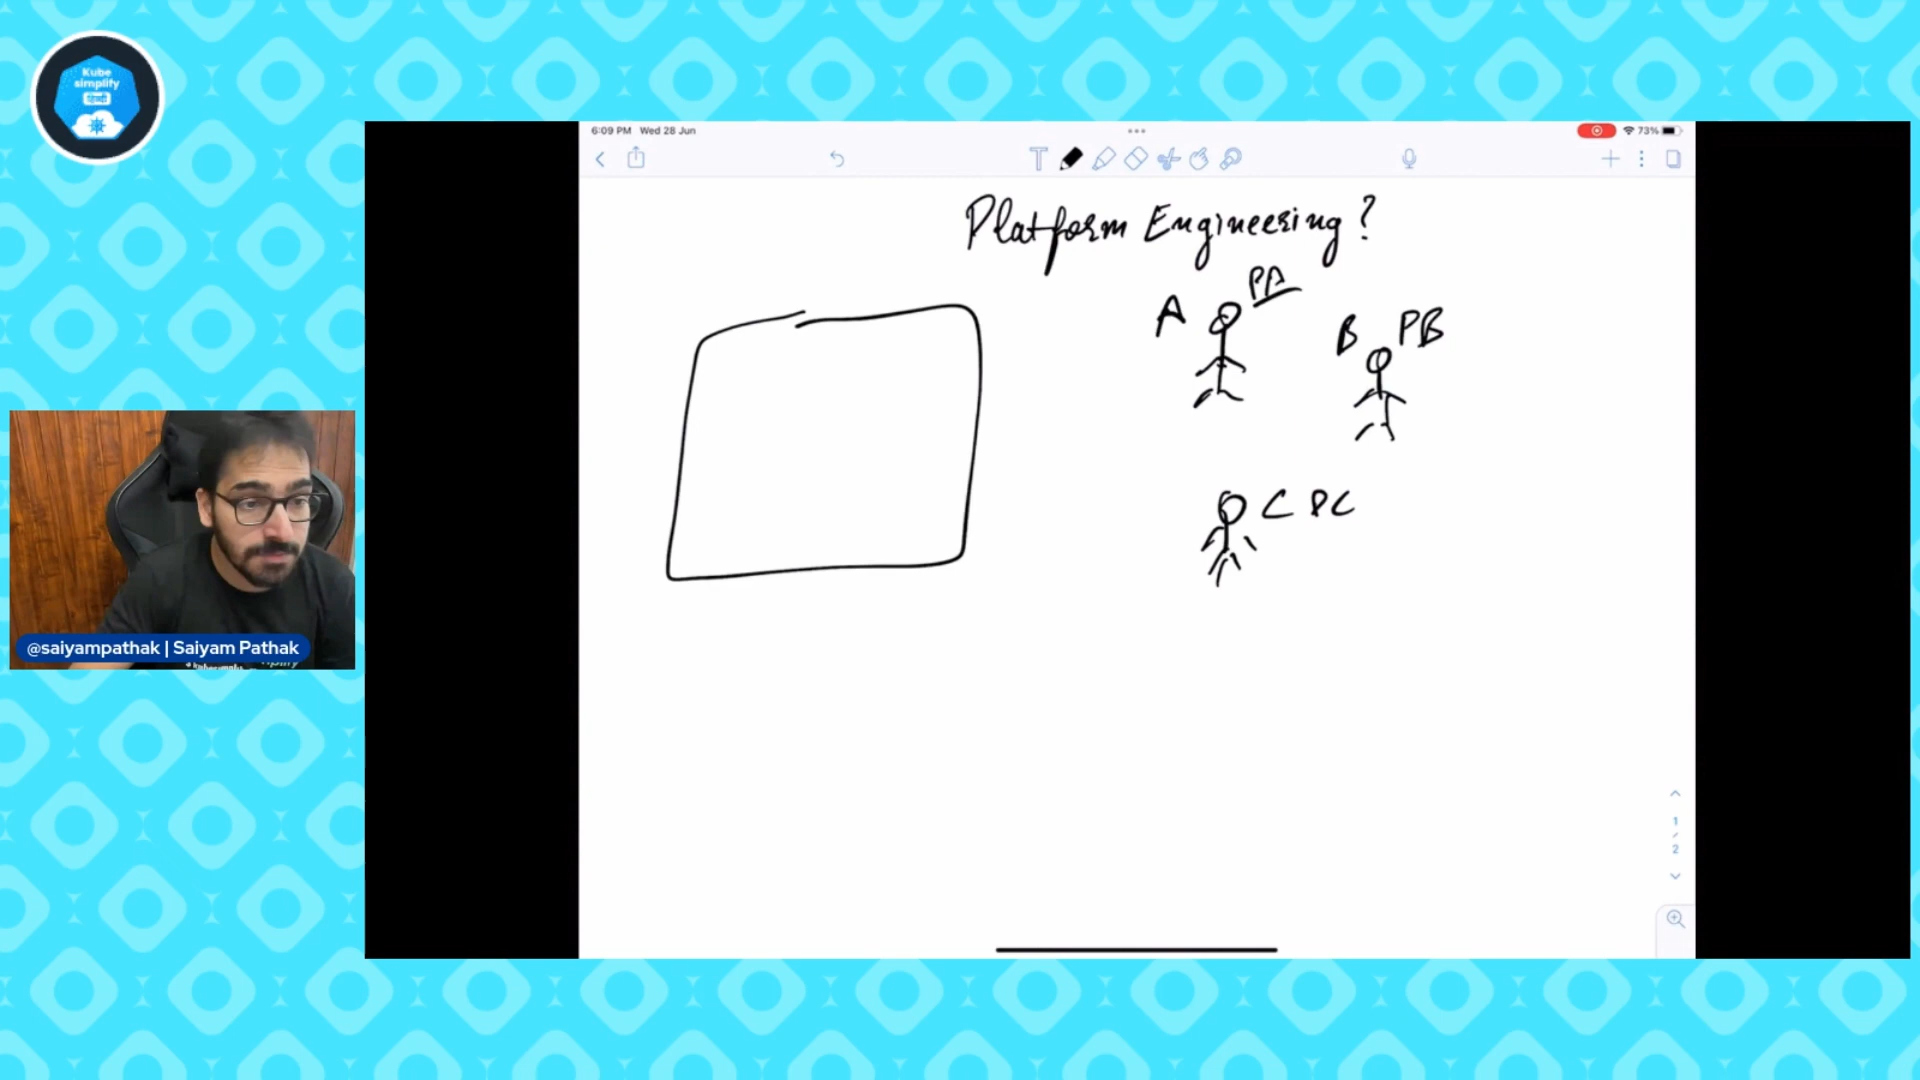 Kube
simplify
हिन्दी
6:09 PM Wed 28 Jun
73%
T
Platform Engineering?
A PA
B PB
C PC
@saiyampathak | Saiyam Pathak
1
2